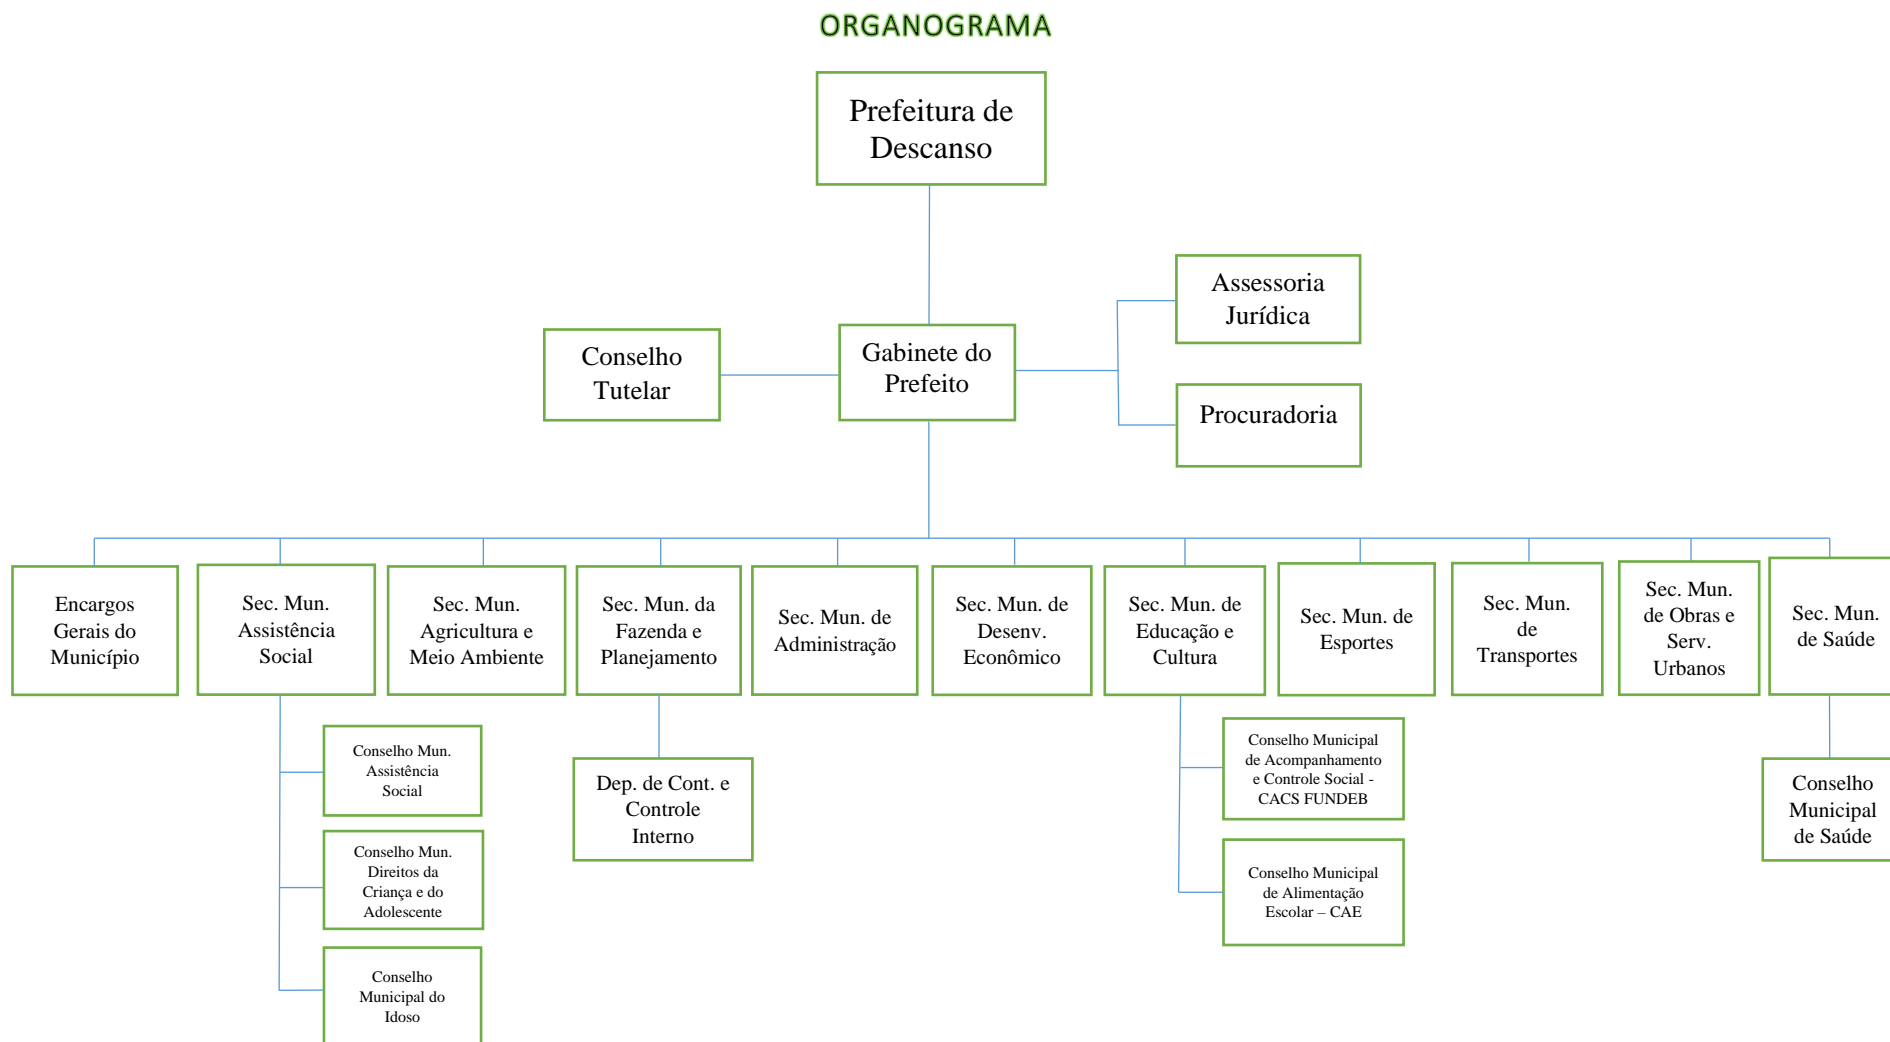 ORGANOGRAMA
Prefeitura de
Descanso
Assessoria
Jurídica
Conselho
Tutelar
Gabinete do
Prefeito
Procuradoria
Encargos
Gerais do
Município
Sec. Mun.
Assistência
Social
Sec. Mun.
Agricultura e
Meio Ambiente
Sec. Mun. da
Fazenda e
Planejamento
Sec. Mun. de
Administração
Sec. Mun. de
Desenv.
Econômico
Sec. Mun. de
Educação e
Cultura
Sec. Mun. de
Esportes
Sec. Mun.
de
Transportes
Sec. Mun.
de Obras e
Serv.
Urbanos
Sec. Mun.
de Saúde
Conselho Mun.
Assistência
Social
Conselho Mun.
Direitos da
Criança e do
Adolescente
Conselho
Municipal do
Idoso
Dep. de Cont. e
Controle
Interno
Conselho Municipal
de Acompanhamento
e Controle Social -
CACS FUNDEB
Conselho Municipal
de Alimentação
Escolar – CAE
Conselho
Municipal
de Saúde